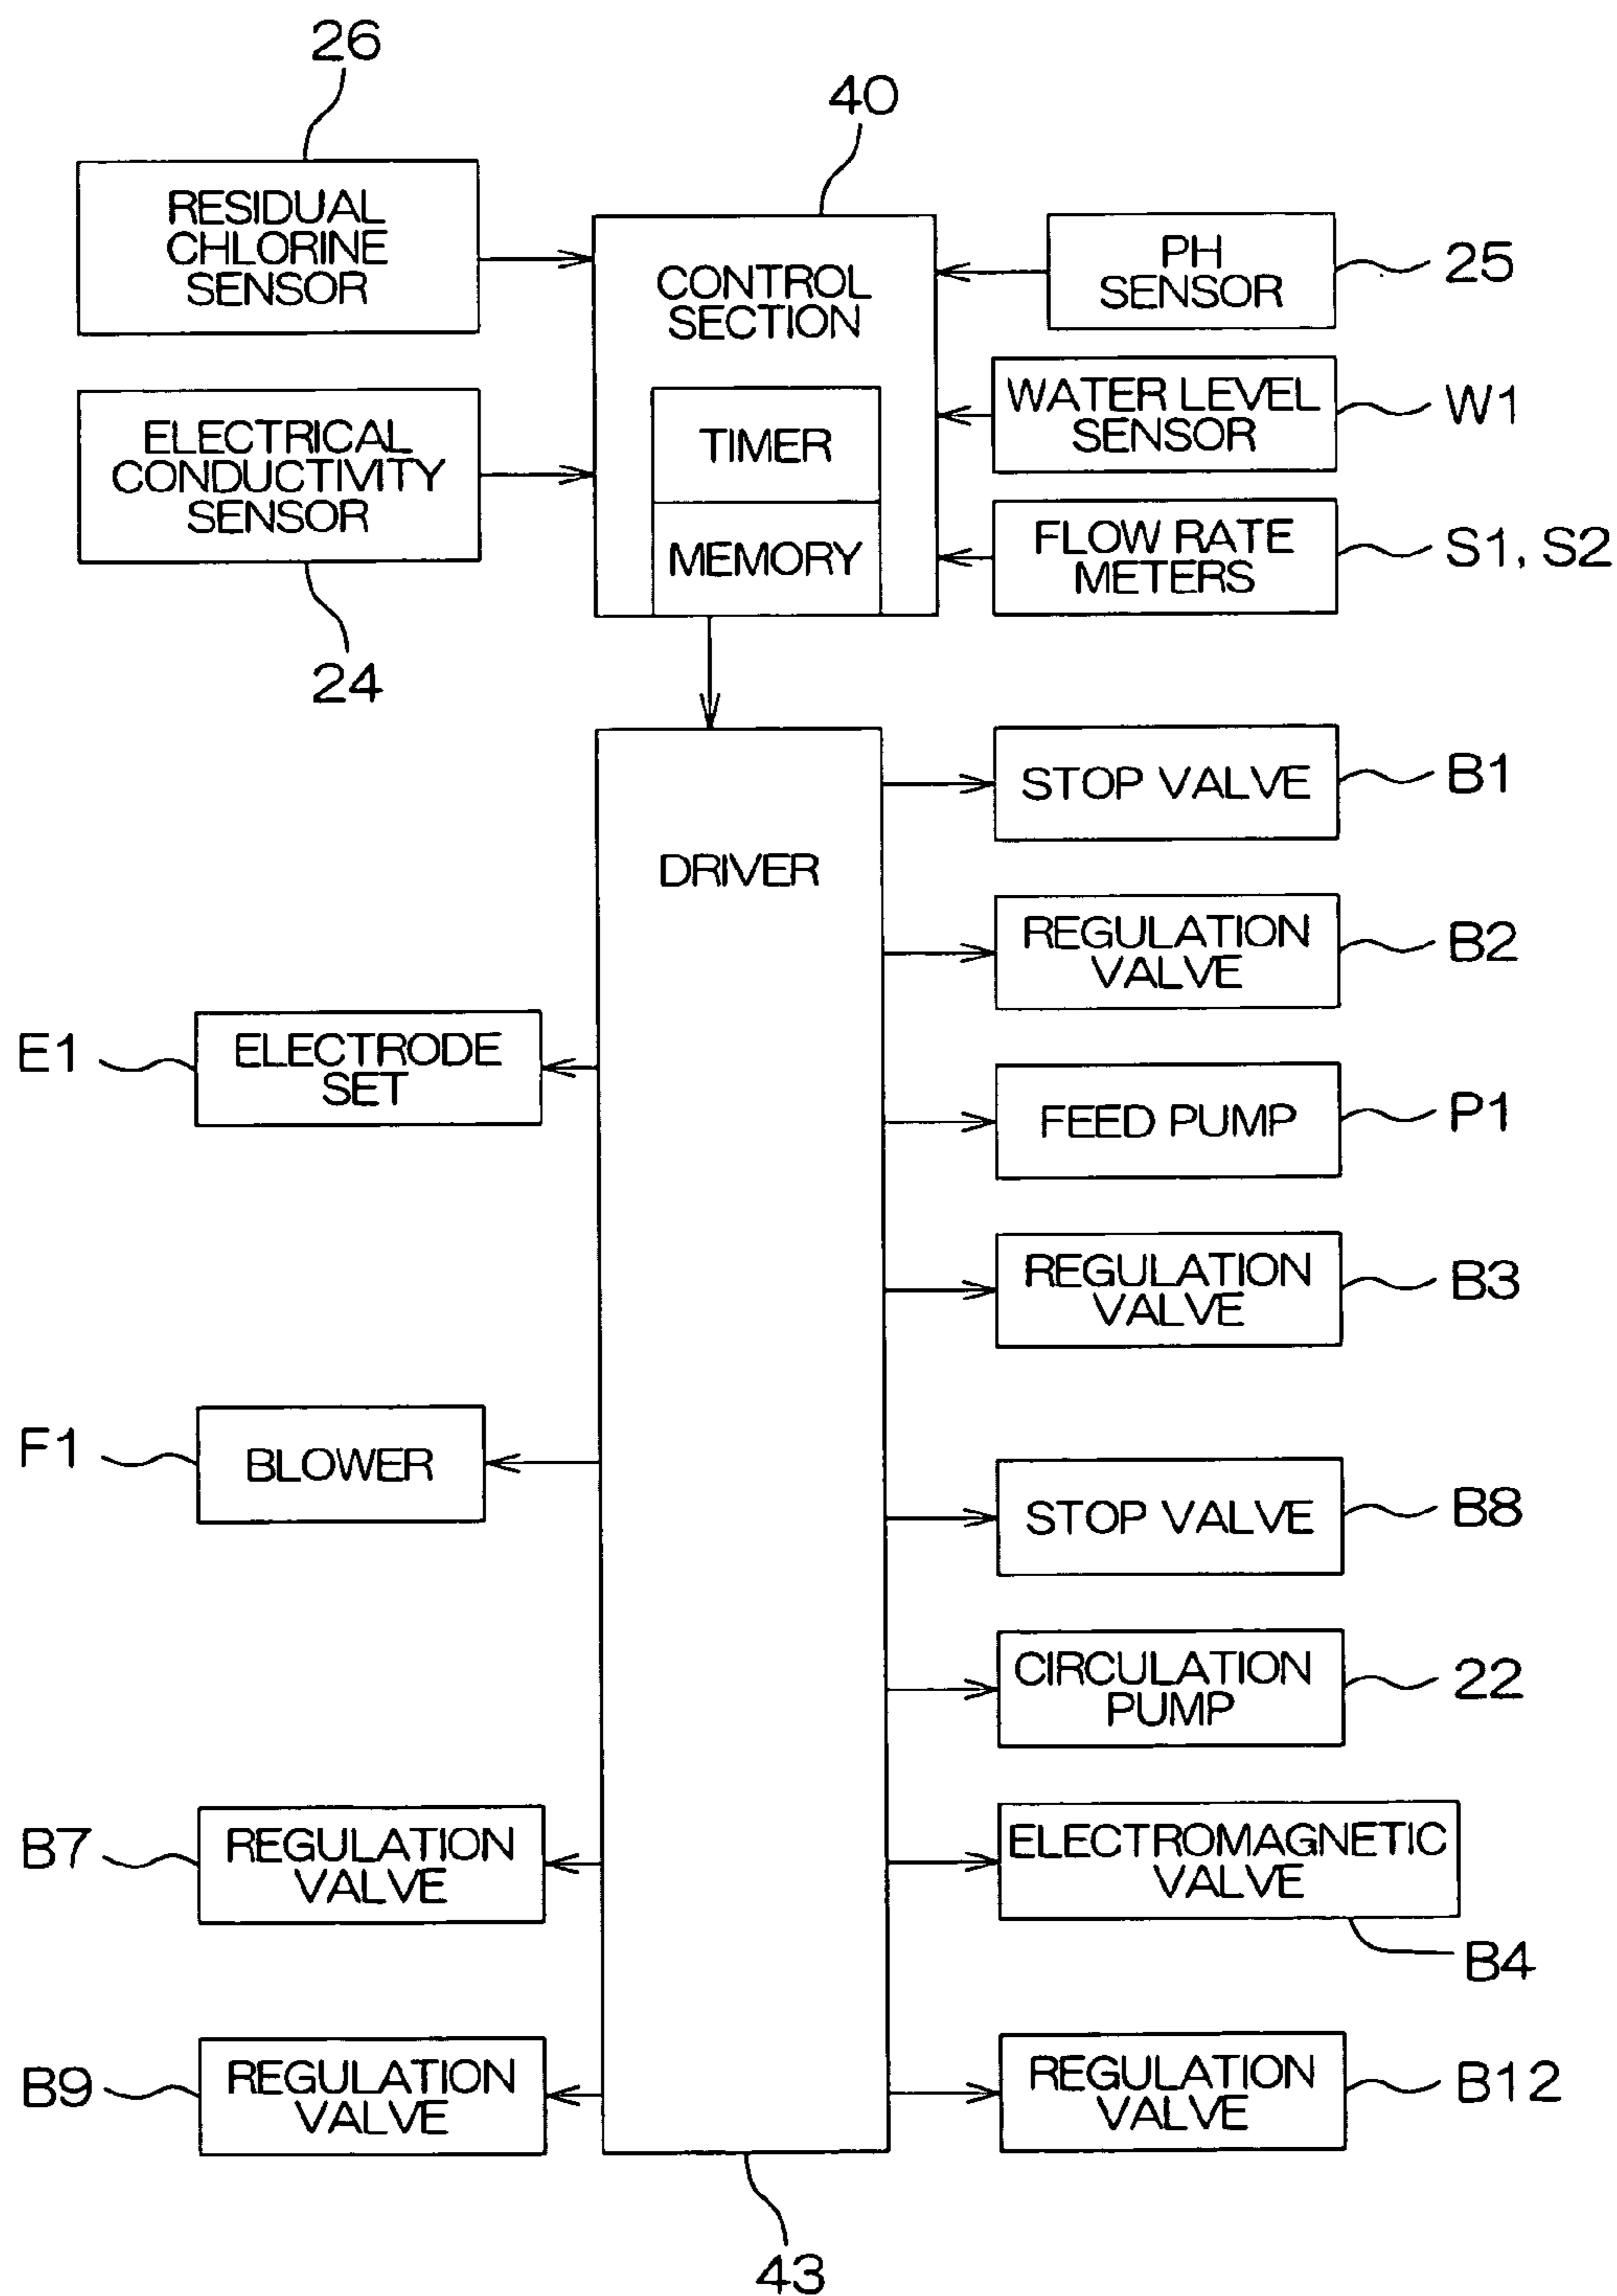 26
40
RESIDUAL
CHLORINE
SENSOR
CONTROL
SECTION
PH
SENSOR
25
ELECTRICAL
CONDUCTIVITY
SENSOR
TIMER
MEMORY
WATER LEVEL
SENSOR
W1
FLOW RATE
METERS
S1, S2
24
DRIVER
STOP VALVE
B1
REGULATION
VALVE
B2
E1
ELECTRODE
SET
FEED PUMP
P1
REGULATION
VALVE
B3
F1
BLOWER
STOP VALVE
B8
CIRCULATION
PUMP
22
B7
REGULATION
VALVE
ELECTROMAGNETIC
VALVE
B4
B9
REGULATION
VALVE
REGULATION
VALVE
B12
43